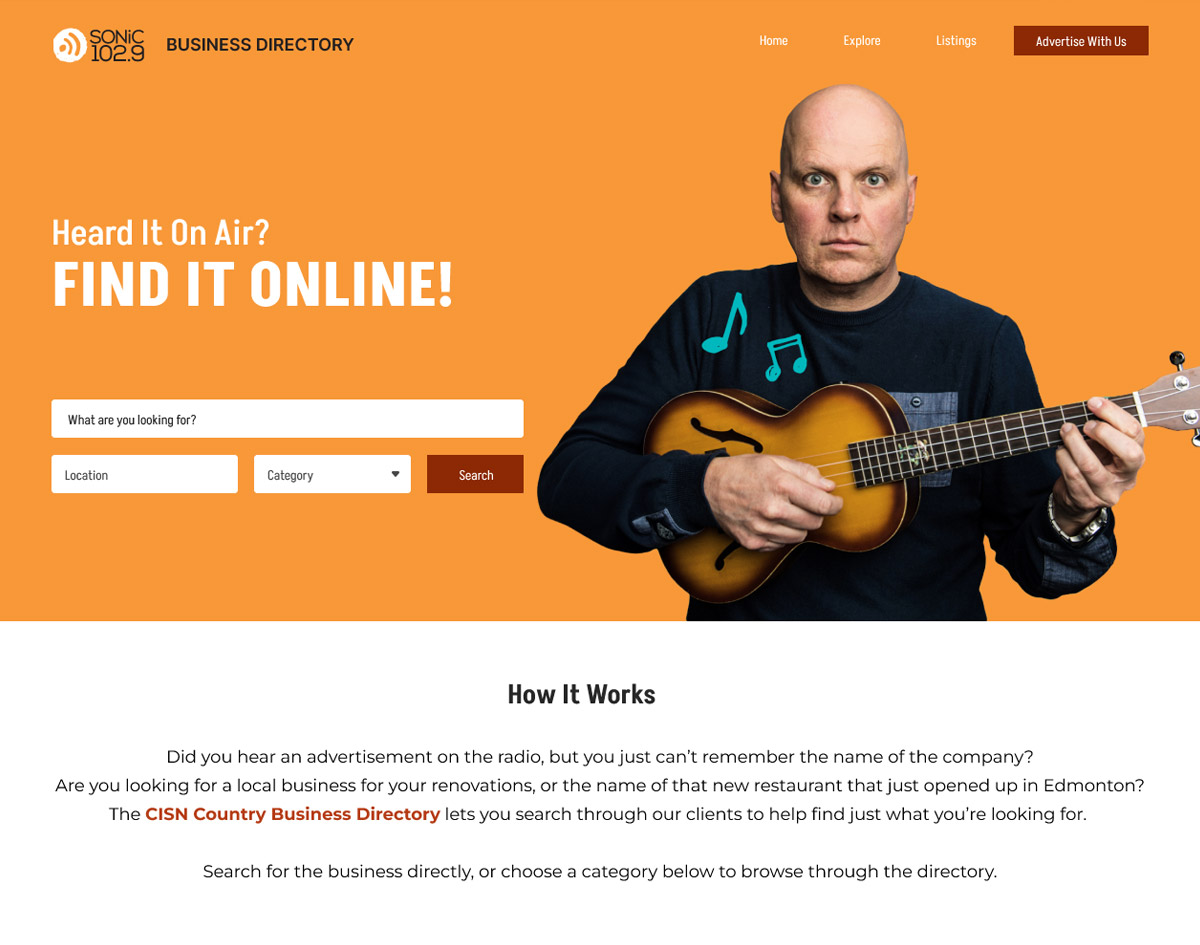 SONiC
102.9
BUSINESS DIRECTORY
Home
Explore
Listings
Advertise With Us
Heard It On Air?
FIND IT ONLINE!
What are you looking for?
Location
Category
Search
How It Works
Did you hear an advertisement on the radio, but you just can’t remember the name of the company?
Are you looking for a local business for your renovations, or the name of that new restaurant that just opened up in Edmonton?
The CISN Country Business Directory lets you search through our clients to help find just what you’re looking for.
Search for the business directly, or choose a category below to browse through the directory.